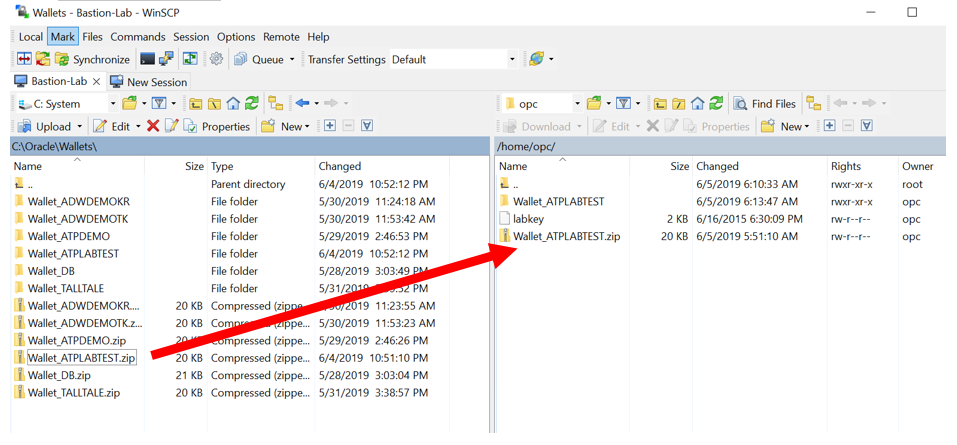 Wallets - Bastion-Lab - WinSCP
Local Mark Files Commands Session Options Remote Help
Synchronize Queue Transfer Settings Default
Bastion-Lab New Session
C: System opc Find Files
Upload Edit Properties New Download Edit Properties New
C:\Oracle\Wallets\ /home/opc/
Name Size Type Changed Name Size Changed Rights Owner
.. Parent directory 6/4/2019 10:52:12 PM .. 6/5/2019 6:10:33 AM rwxr-xr-x root
Wallet_ADWDEMOKR File folder 5/30/2019 11:24:18 AM Wallet_ATPLABTEST 6/5/2019 6:13:47 AM rwxr-xr-x opc
Wallet_ADWDEMOTK File folder 5/30/2019 11:53:42 AM labkey 2 KB 6/16/2015 6:30:09 PM rw-r--r-- opc
Wallet_ATPDEMO File folder 5/29/2019 2:46:53 PM Wallet_ATPLABTEST.zip 20 KB 6/5/2019 5:51:10 AM rw-r--r-- opc
Wallet_ATPLABTEST File folder 6/4/2019 10:52:12 PM
Wallet_DB File folder 5/28/2019 3:03:49 PM
Wallet_TALLTALE File folder PM
Wallet_ADWDEMOKR.... 20 KB Compressed (zippe... 11:23:55 AM
Wallet_ADWDEMOTK.z... 20 KB Compressed (zippe... 5/30/2019 11:53:23 AM
Wallet_ATPDEMO.zip 20 KB Compressed (zippe... 5/29/2019 2:46:26 PM
Wallet_ATPLABTEST.zip 20 KB Compressed (zippe... 6/4/2019 10:51:10 PM
Wallet_DB.zip 21 KB Compressed (zippe... 5/28/2019 3:03:04 PM
Wallet_TALLTALE.zip 20 KB Compressed (zippe... 5/31/2019 3:38:57 PM